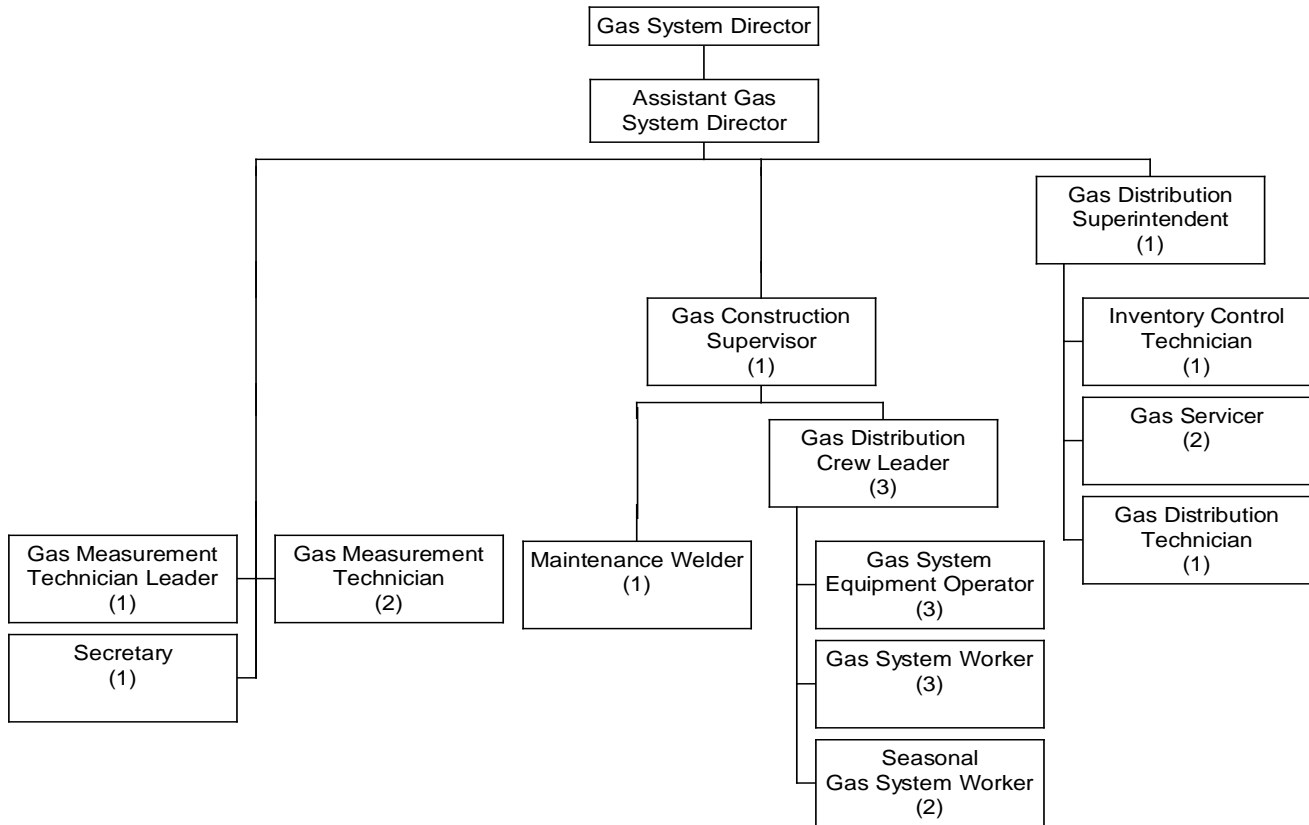 Gas System Director
Assistant Gas
System Director
Gas Distribution
Superintendent
(1)
Gas Construction
Supervisor
(1)
Inventory Control
Technician
(1)
Gas Servicer
(2)
Gas Distribution
Technician
(1)
Gas Distribution
Crew Leader
(3)
Maintenance Welder
(1)
Gas System
Equipment Operator
(3)
Gas System Worker
(3)
Seasonal
Gas System Worker
(2)
Gas Measurement
Technician Leader
(1)
Gas Measurement
Technician
(2)
Secretary
(1)